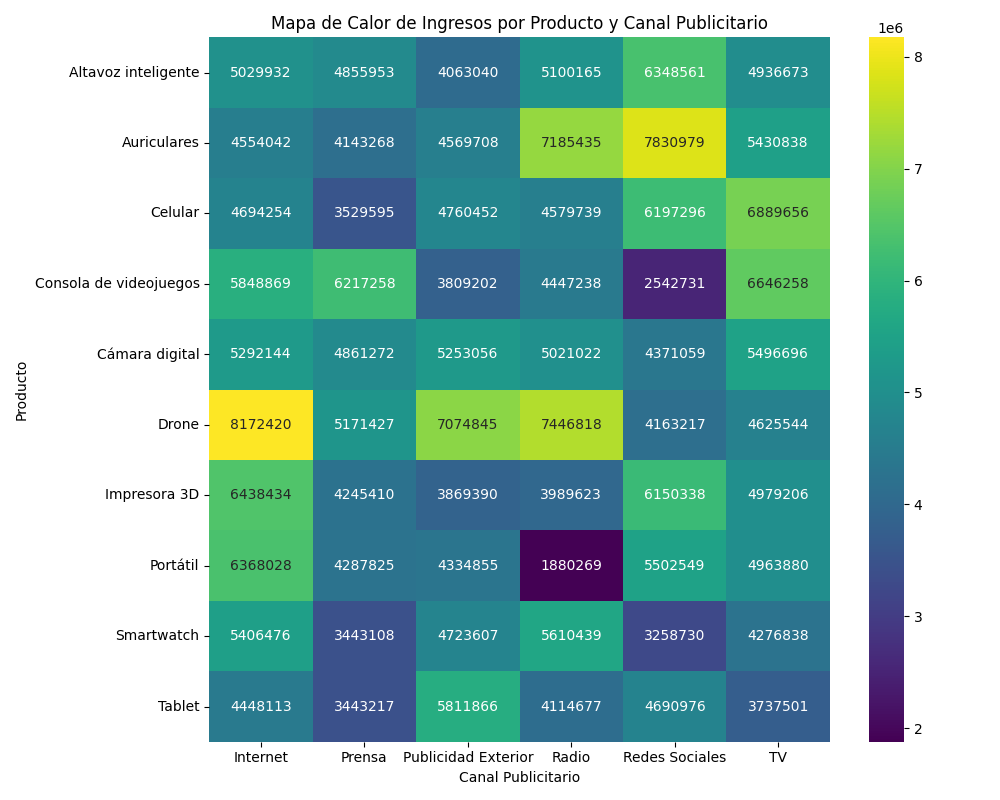 Mapa de Calor de Ingresos por Producto y Canal Publicitario
1e6
Altavoz inteligente 5029932 4855953 4063040 5100165 6348561 4936673
Auriculares 4554042 4143268 4569708 7185435 7830979 5430838
Celular 4694254 3529595 4760452 4579739 6197296 6889656
Consola de videojuegos 5848869 6217258 3809202 4447238 2542731 6646258
Cámara digital 5292144 4861272 5253056 5021022 4371059 5496696
Drone 8172420 5171427 7074845 7446818 4163217 4625544
Impresora 3D 6438434 4245410 3869390 3989623 6150338 4979206
Portátil 6368028 4287825 4334855 1880269 5502549 4963880
Smartwatch 5406476 3443108 4723607 5610439 3258730 4276838
Tablet 4448113 3443217 5811866 4114677 4690976 3737501
Internet Prensa Publicidad Exterior Radio Redes Sociales TV
Canal Publicitario
Producto
8
7
6
5
4
3
2